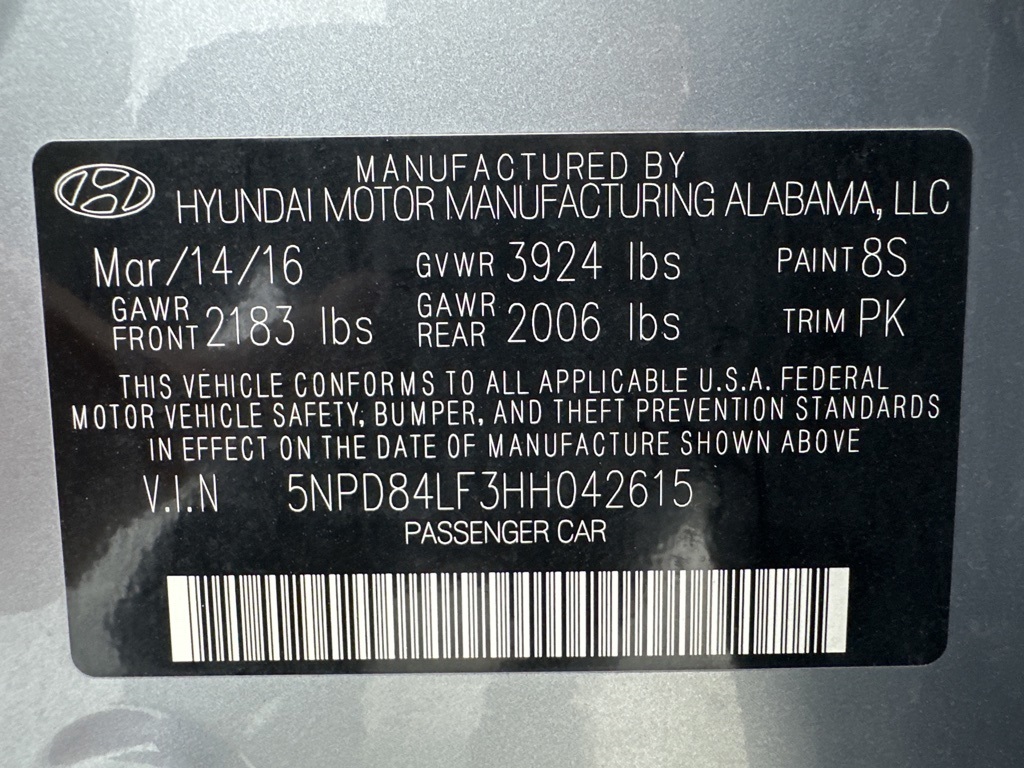 MANUFACTURED BY
HYUNDAI MOTOR MANUFACTURING ALABAMA, LLC
Mar/14/16 GVWR 3924 lbs PAINT 8S
GAWR FRONT 2183 lbs GAWR REAR 2006 lbs TRIM PK
THIS VEHICLE CONFORMS TO ALL APPLICABLE U.S.A. FEDERAL
MOTOR VEHICLE SAFETY, BUMPER, AND THEFT PREVENTION STANDARDS
IN EFFECT ON THE DATE OF MANUFACTURE SHOWN ABOVE
V.I.N 5NPD84LF3HH042615
PASSENGER CAR